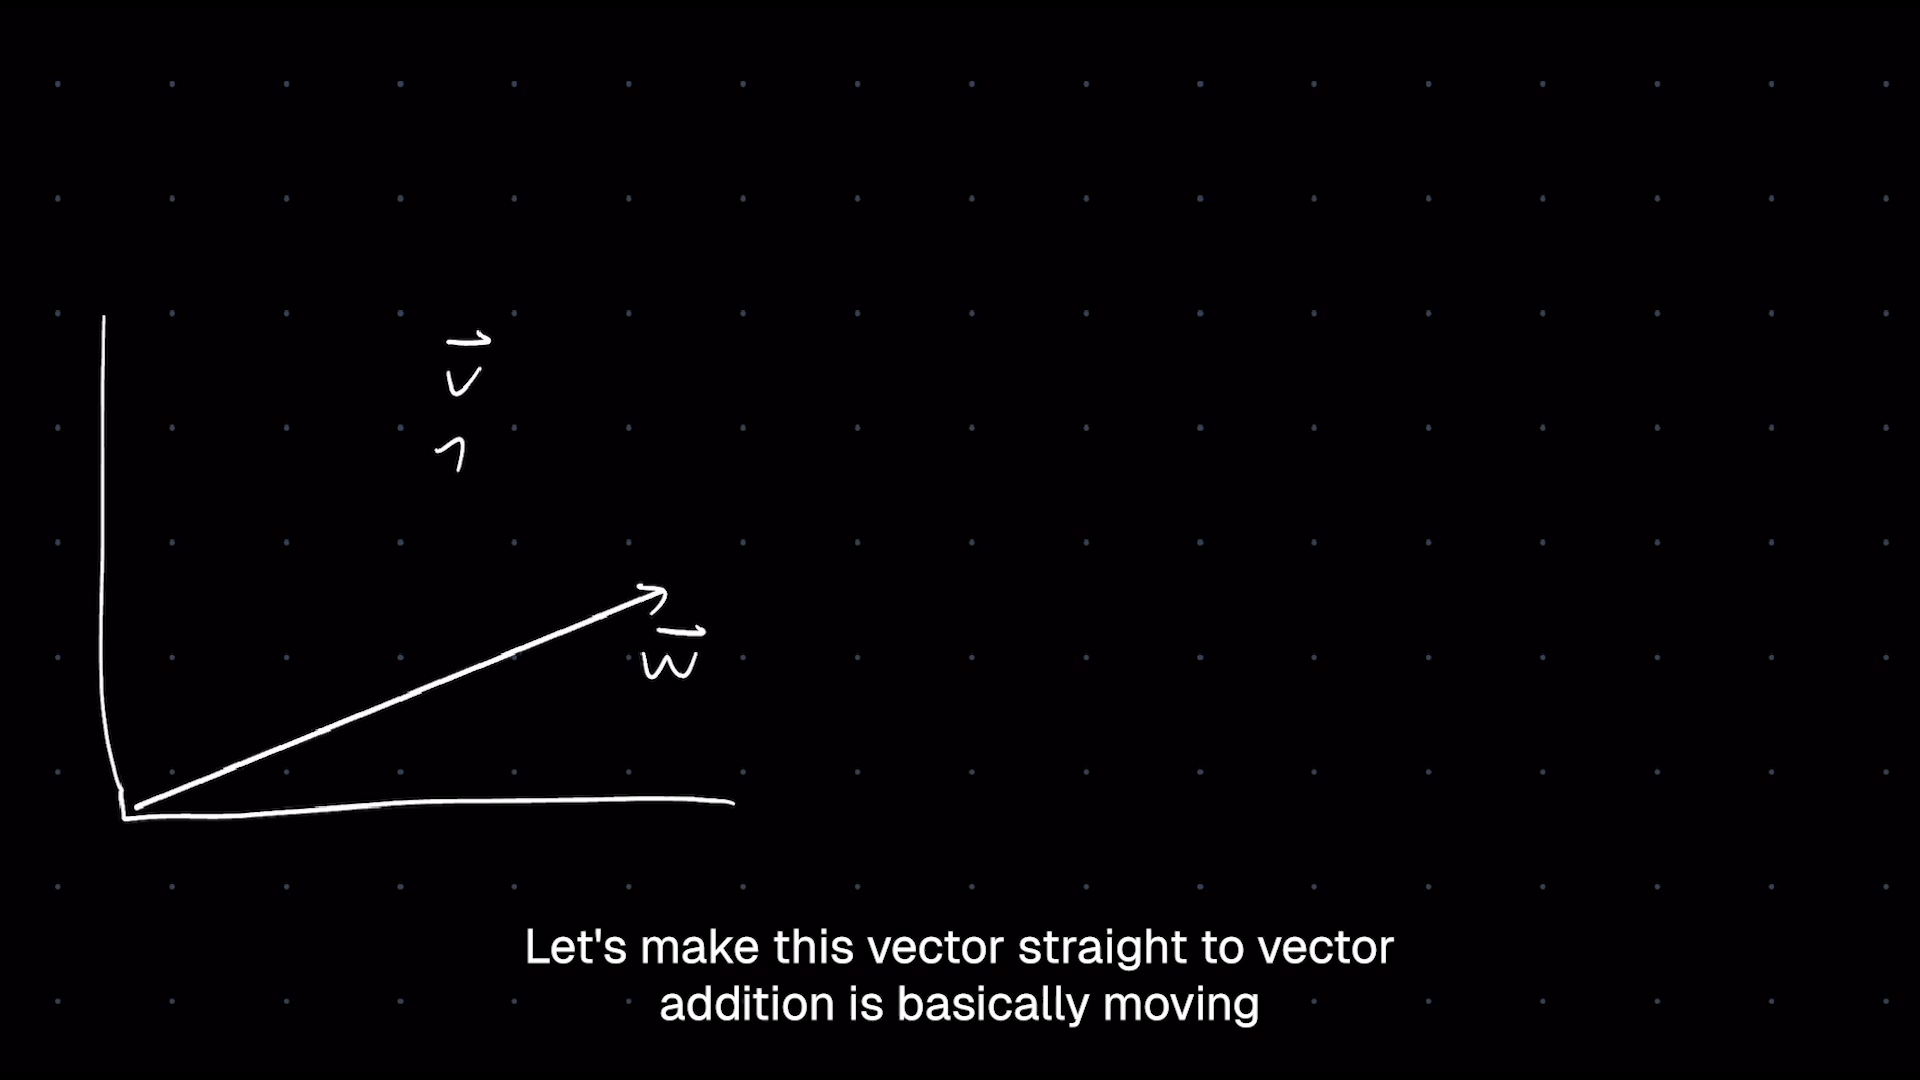 v
w
Let's make this vector straight to vector
addition is basically moving